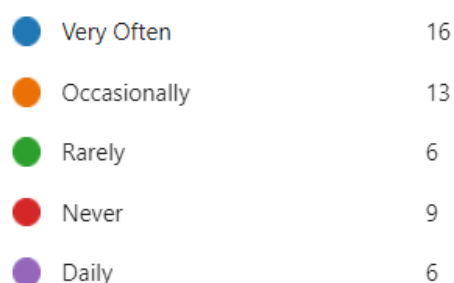 Very Often 16
Occasionally 13
Rarely 6
Never 9
Daily 6